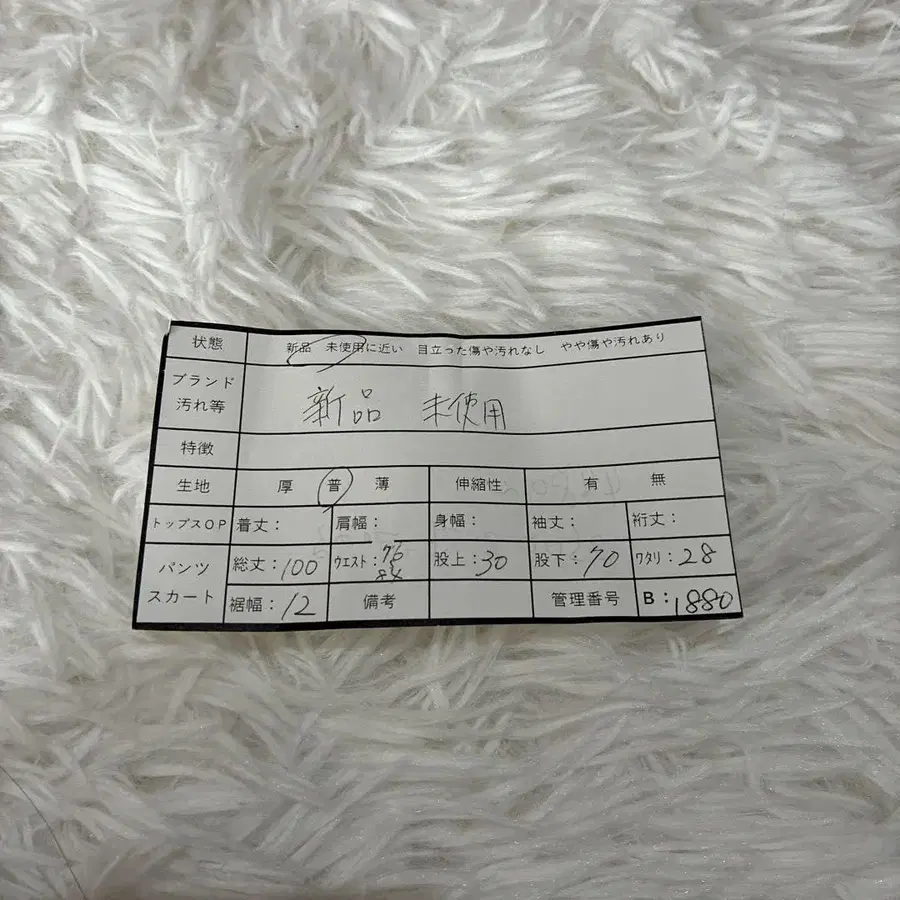 状態 新品 未使用に近い 目立った傷や汚れなし やや傷や汚れあり
ブランド
汚れ等 新品 未使用
特徴
生地 厚 普 薄 伸縮性 有 無
トップスOP 着丈: 肩幅: 身幅: 袖丈: 裄丈:
パンツ 総丈:100 ウエスト:76 股上:30 股下:70 ワタリ:28
84
スカート 裾幅:12 備考 管理番号 B:1880